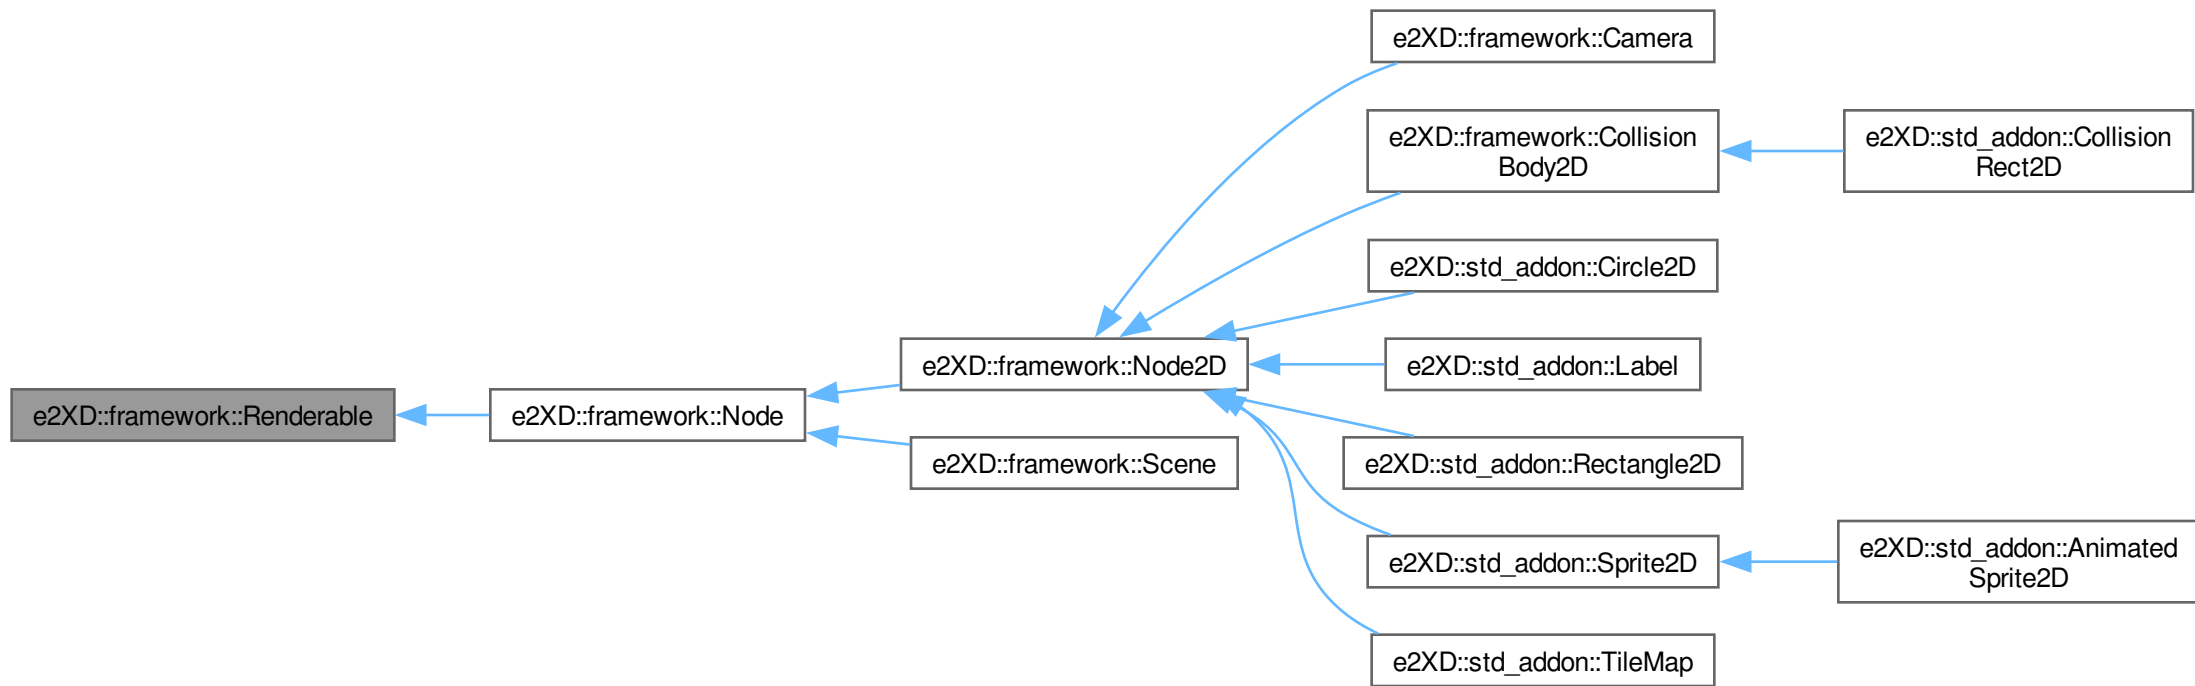 e2XD::framework::Renderable
e2XD::framework::Node
e2XD::framework::Node2D
e2XD::framework::Scene
e2XD::framework::Camera
e2XD::framework::Collision
Body2D
e2XD::std_addon::Circle2D
e2XD::std_addon::Label
e2XD::std_addon::Rectangle2D
e2XD::std_addon::Sprite2D
e2XD::std_addon::TileMap
e2XD::std_addon::Collision
Rect2D
e2XD::std_addon::Animated
Sprite2D